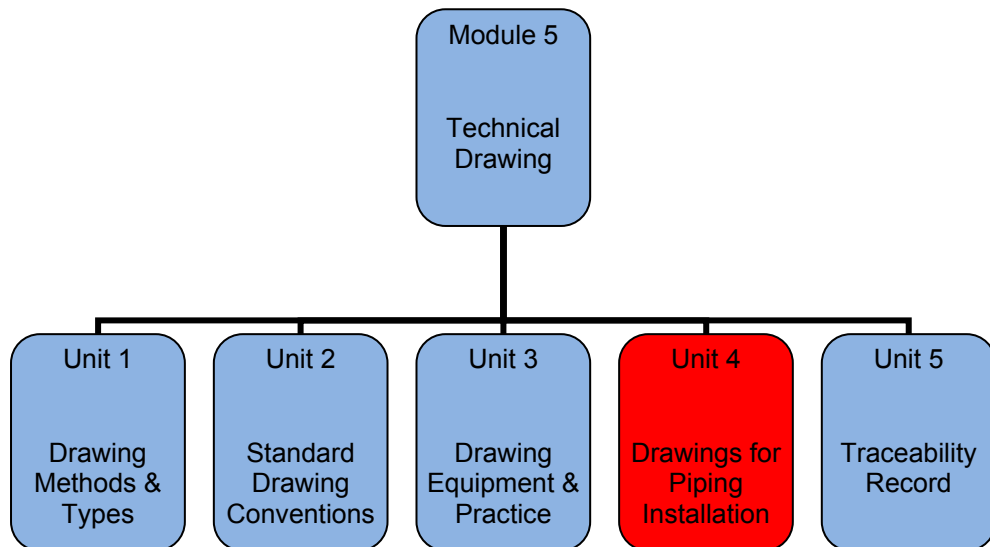 Module 5
Technical
Drawing
Unit 1
Drawing
Methods &
Types
Unit 2
Standard
Drawing
Conventions
Unit 3
Drawing
Equipment &
Practice
Unit 4
Drawings for
Piping
Installation
Unit 5
Traceability
Record